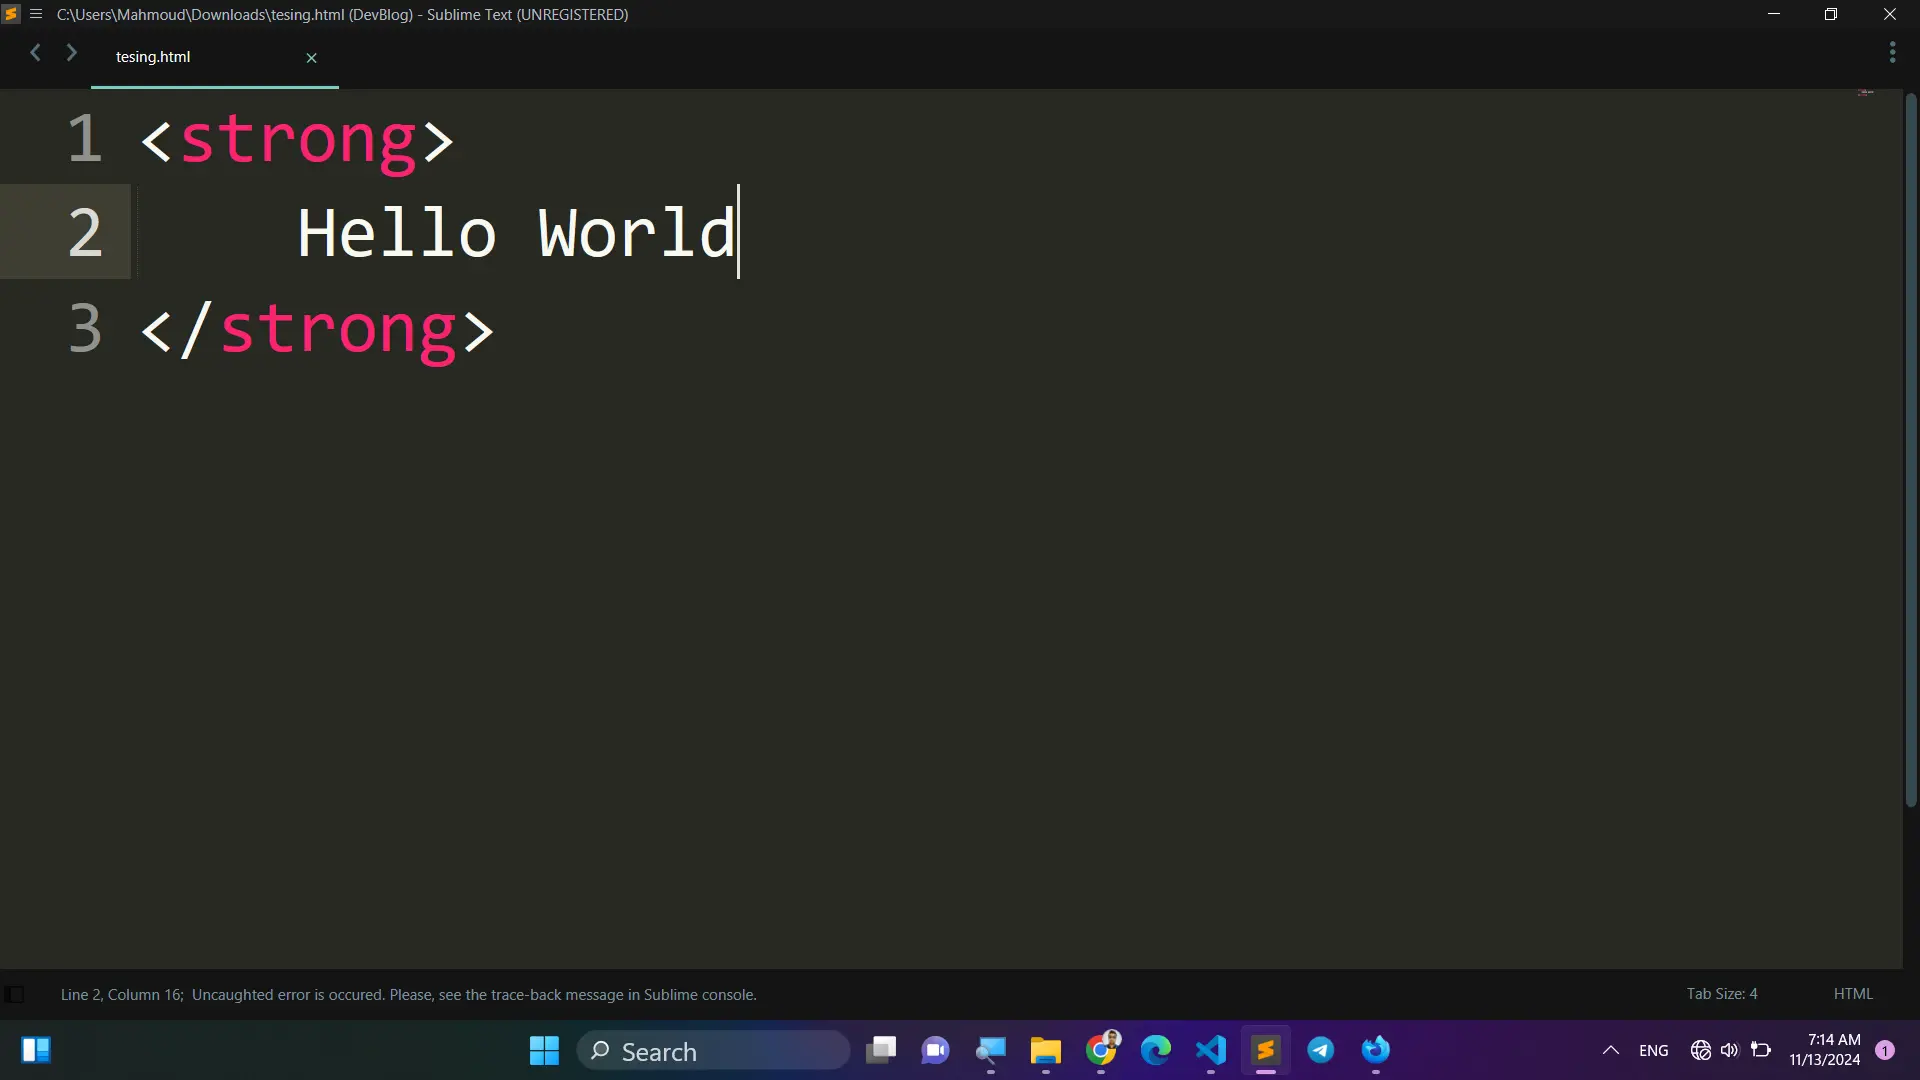 C:\Users\Mahmoud\Downloads\tesing.html (DevBlog) - Sublime Text (UNREGISTERED)
tesing.html
1 <strong>
2 Hello World
3 </strong>
Line 2, Column 16; Uncaughted error is occured. Please, see the trace-back message in Sublime console.
Tab Size: 4
HTML
Search
ENG
7:14 AM
11/13/2024
1